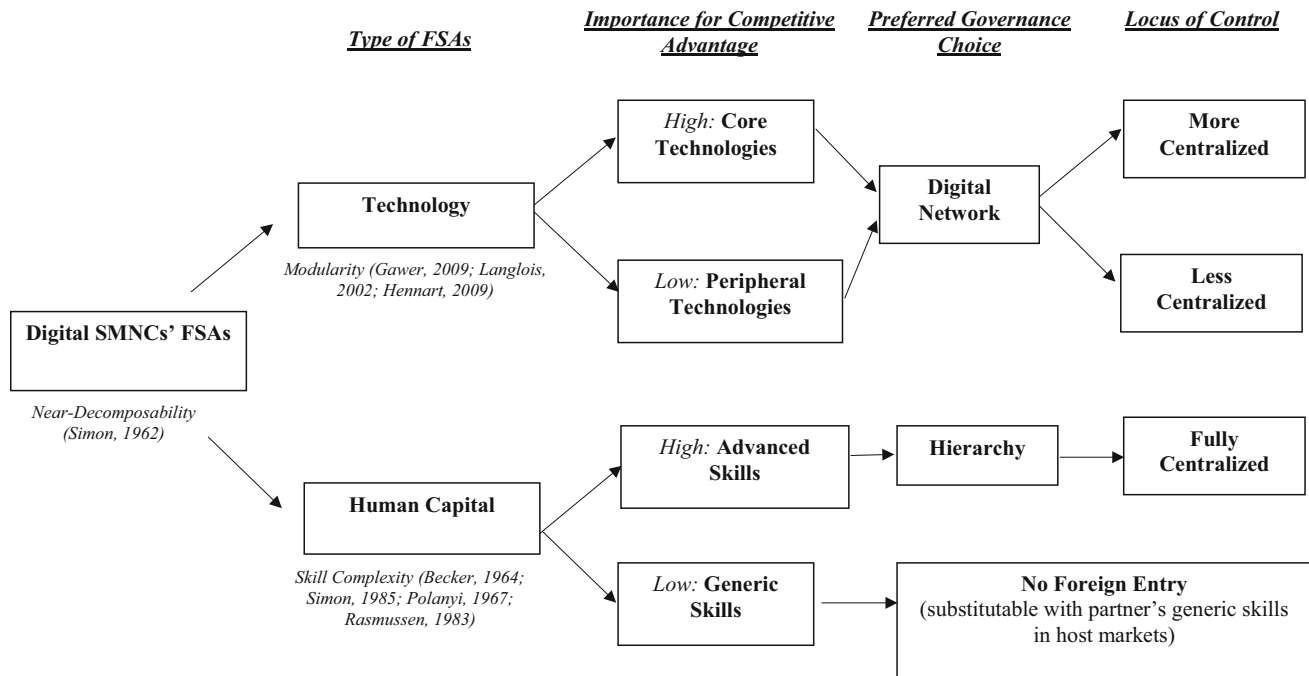 Type of FSAs
Importance for Competitive
Advantage
Preferred Governance
Choice
Locus of Control
High: Core
Technologies
More
Centralized
Technology
Digital
Network
Modularity (Gawer, 2009; Langlois,
2002; Hennart, 2009)
Low: Peripheral
Technologies
Less
Centralized
Digital SMNCs’ FSAs
Near-Decomposability
(Simon, 1962)
High: Advanced
Skills
Hierarchy
Fully
Centralized
Human Capital
Skill Complexity (Becker, 1964;
Simon, 1985; Polanyi, 1967;
Rasmussen, 1983)
Low: Generic
Skills
No Foreign Entry
(substitutable with partner’s generic skills
in host markets)